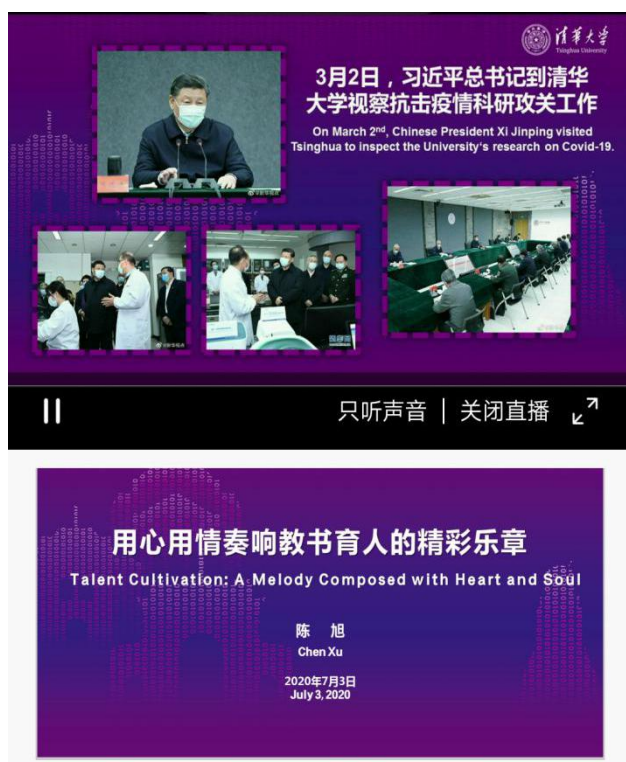 清华大学
Tsinghua University
3月2日，习近平总书记到清华
大学视察抗击疫情科研攻关工作
On March 2nd, Chinese President Xi Jinping visited
Tsinghua to inspect the University's research on Covid-19.
只听声音 | 关闭直播
用心用情奏响教书育人的精彩乐章
Talent Cultivation: A Melody Composed with Heart and Soul
陈 旭
Chen Xu
2020年7月3日
July 3, 2020